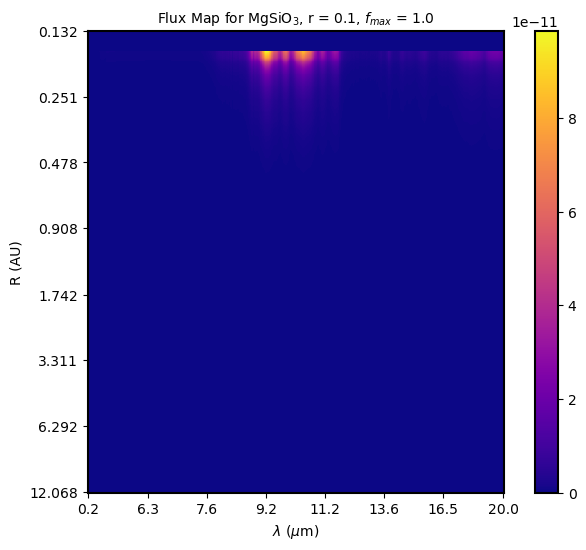 Flux Map for MgSiO₃, r = 0.1, fₘₐₓ = 1.0
1e−11
0.132
0.251
0.478
0.908
1.742
3.311
6.292
12.068
R (AU)
8
6
4
2
0
0.2 6.3 7.6 9.2 11.2 13.6 16.5 20.0
λ (μm)